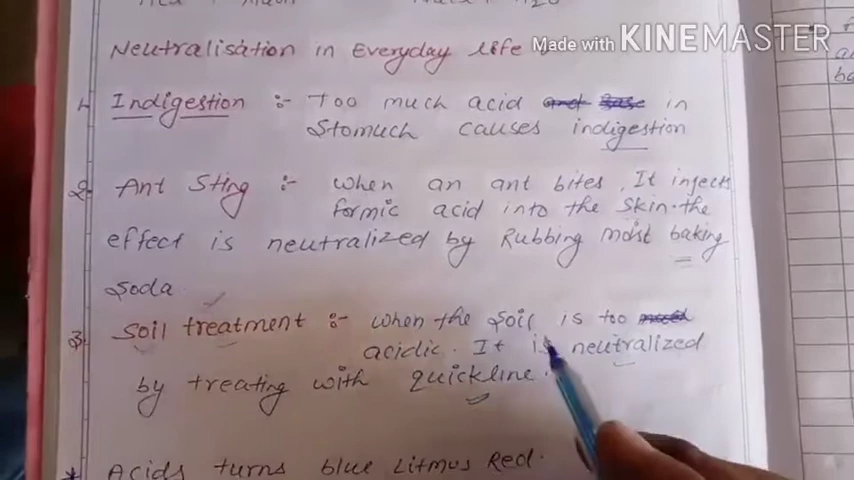 Neutralisation in Everyday life
Made with KINEMASTER
1. Indigestion :- Too much acid in
Stomuch causes indigestion
2. Ant Sting :- when an ant bites. It injects
formic acid into the skin. the
effect is neutralized by Rubbing moist baking
Soda
3. Soil treatment :- when the soil is too
acidic. It is neutralized
by treating with quickline.
* Acids turns blue Litmus Red.